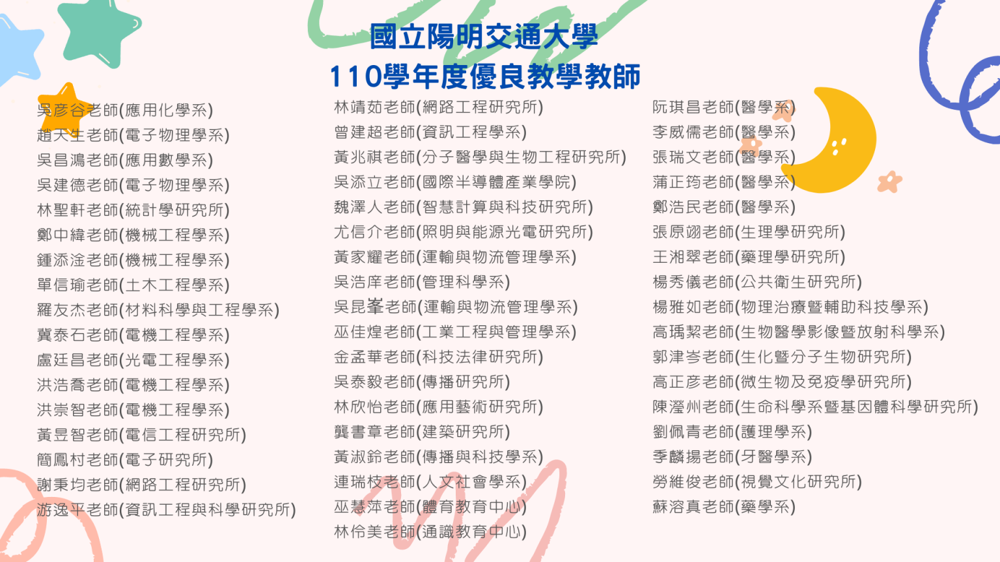 國立陽明交通大學
110學年度優良教學教師
吳彥谷老師(應用化學系)
趙天生老師(電子物理學系)
吳昌鴻老師(應用數學系)
吳建德老師(電子物理學系)
林聖軒老師(統計學研究所)
鄭中緯老師(機械工程學系)
鍾添淦老師(機械工程學系)
單信瑜老師(土木工程學系)
羅友杰老師(材料科學與工程學系)
冀泰石老師(電機工程學系)
盧廷昌老師(光電工程學系)
洪浩喬老師(電機工程學系)
洪崇智老師(電機工程學系)
黃昱智老師(電信工程研究所)
簡鳳村老師(電子研究所)
謝秉均老師(網路工程研究所)
游逸平老師(資訊工程與科學研究所)
林靖茹老師(網路工程研究所)
曾建超老師(資訊工程學系)
黃兆祺老師(分子醫學與生物工程研究所)
吳添立老師(國際半導體產業學院)
魏澤人老師(智慧計算與科技研究所)
尤信介老師(照明與能源光電研究所)
黃家耀老師(運輸與物流管理學系)
吳浩庠老師(管理科學系)
吳昆峯老師(運輸與物流管理學系)
巫佳煌老師(工業工程與管理學系)
金孟華老師(科技法律研究所)
吳泰毅老師(傳播研究所)
林欣怡老師(應用藝術研究所)
龔書章老師(建築研究所)
黃淑鈴老師(傳播與科技學系)
連瑞枝老師(人文社會學系)
巫慧萍老師(體育教育中心)
林伶美老師(通識教育中心)
阮琪昌老師(醫學系)
李威儒老師(醫學系)
張瑞文老師(醫學系)
蒲正筠老師(醫學系)
鄭浩民老師(醫學系)
張原翊老師(生理學研究所)
王湘翠老師(藥理學研究所)
楊秀儀老師(公共衛生研究所)
楊雅如老師(物理治療暨輔助科技學系)
高瑀絜老師(生物醫學影像暨放射科學系)
郭津岑老師(生化暨分子生物研究所)
高正彥老師(微生物及免疫學研究所)
陳瀅州老師(生命科學系暨基因體科學研究所)
劉佩青老師(護理學系)
季麟揚老師(牙醫學系)
勞維俊老師(視覺文化研究所)
蘇溶真老師(藥學系)